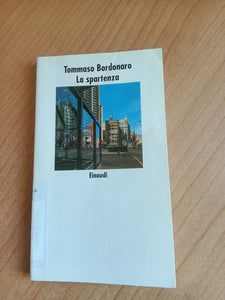 Tommaso Bordonaro
La spartenza
Einaudi